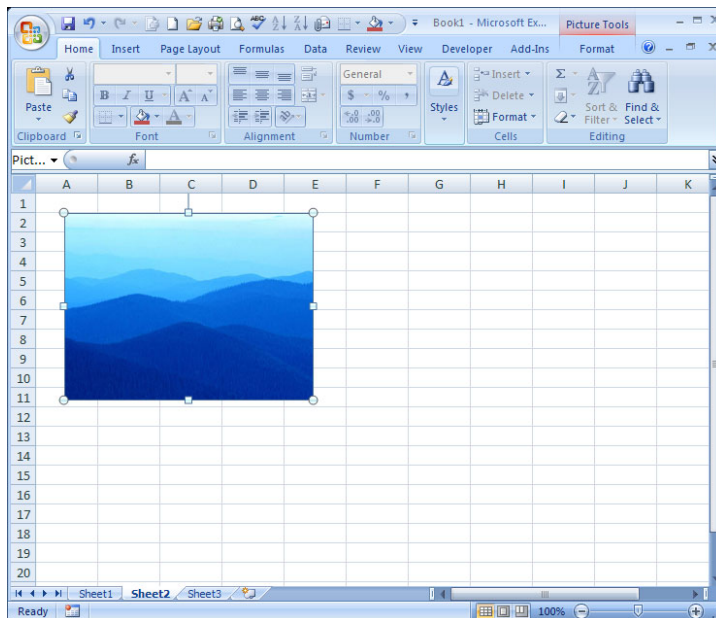 Book1 - Microsoft Ex... Picture Tools
Home Insert Page Layout Formulas Data Review View Developer Add-Ins Format
General
Insert
Σ
B I U A A
$ % ,
Delete
Paste
Styles
Sort & Find &
A
Format
Filter Select
Clipboard Font Alignment Number Cells Editing
Pict... fx
A B C D E F G H I J K
1
2
3
4
5
6
7
8
9
10
11
12
13
14
15
16
17
18
19
20
Sheet1 Sheet2 Sheet3
Ready 100%